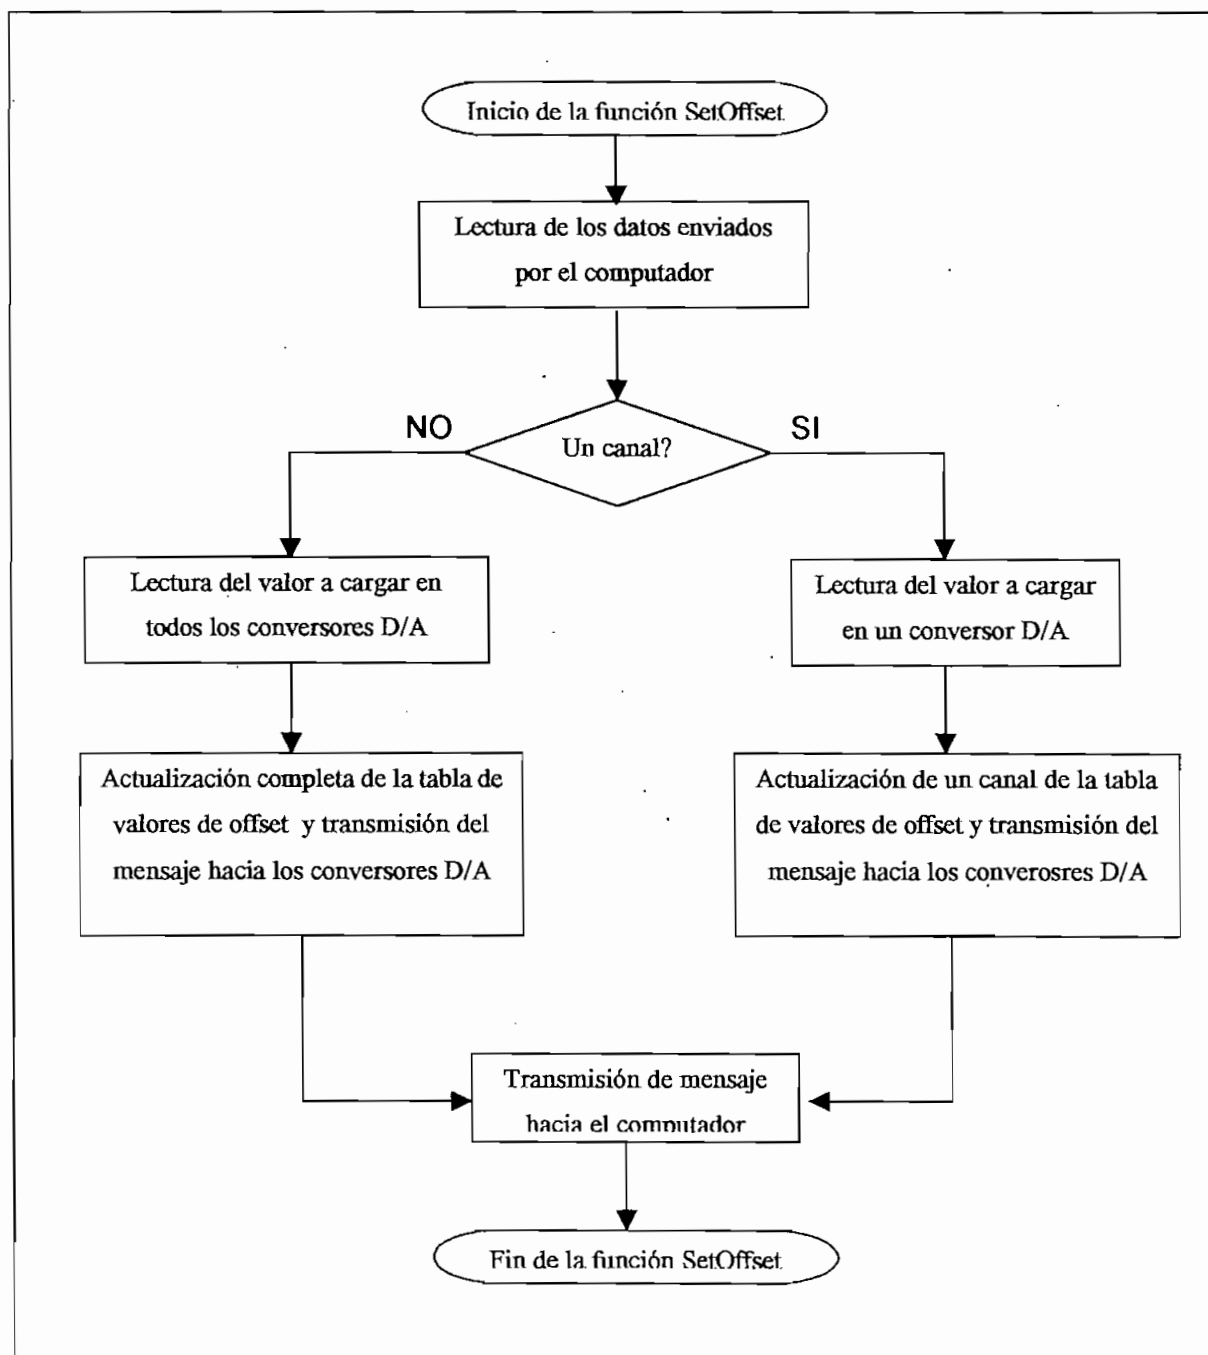 Inicio de la función SetOffset
Lectura de los datos enviados
por el computador
NO
SI
Un canal?
Lectura del valor a cargar en
todos los conversores D/A
Lectura del valor a cargar
en un conversor D/A
Actualización completa de la tabla de
valores de offset y transmisión del
mensaje hacia los conversores D/A
Actualización de un canal de la tabla
de valores de offset y transmisión del
mensaje hacia los converosres D/A
Transmisión de mensaje
hacia el computador
Fin de la función SetOffset